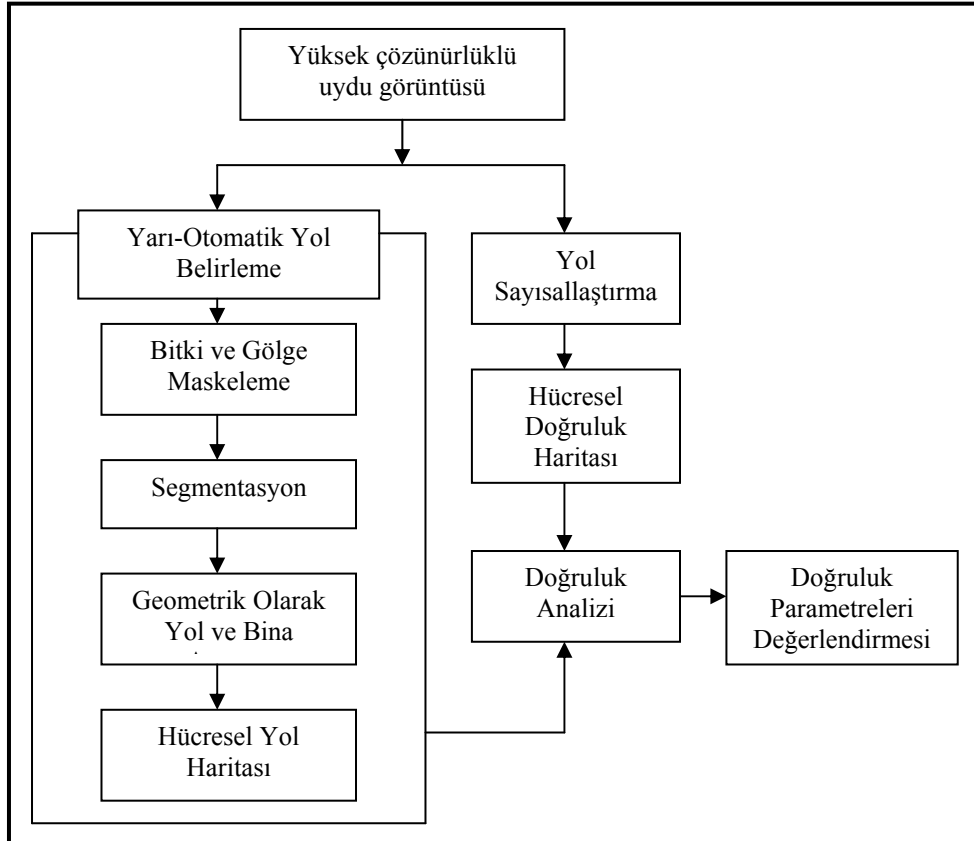 Yüksek çözünürlüklü
uydu görüntüsü
Yarı-Otomatik Yol
Belirleme
Bitki ve Gölge
Maskeleme
Segmentasyon
Geometrik Olarak
Yol ve Bina
Hücresel Yol
Haritası
Yol
Sayısallaştırma
Hücresel
Doğruluk
Haritası
Doğruluk
Analizi
Doğruluk
Parametreleri
Değerlendirmesi